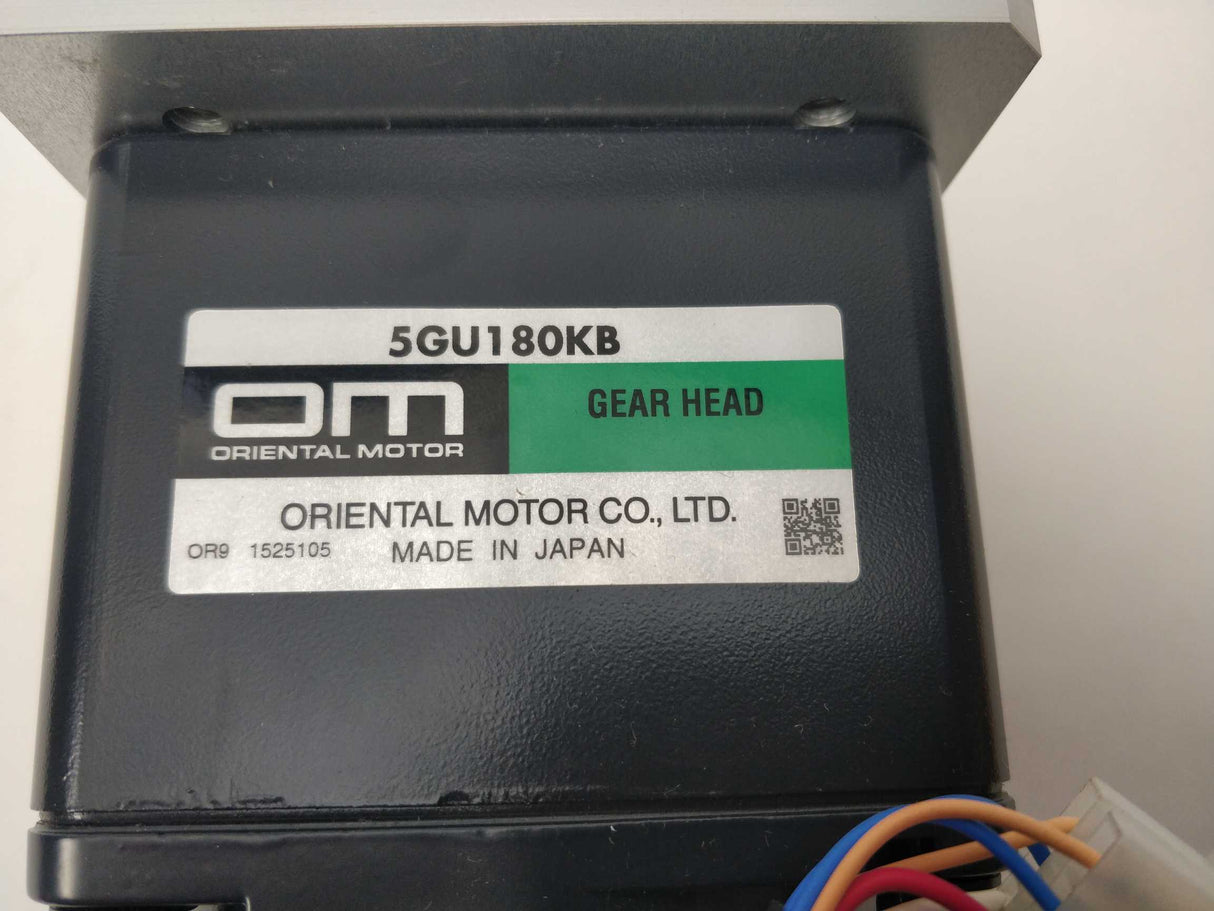 5GU180KB
OM
GEAR HEAD
ORIENTAL MOTOR
ORIENTAL MOTOR CO., LTD.
OR9 1525105 MADE IN JAPAN